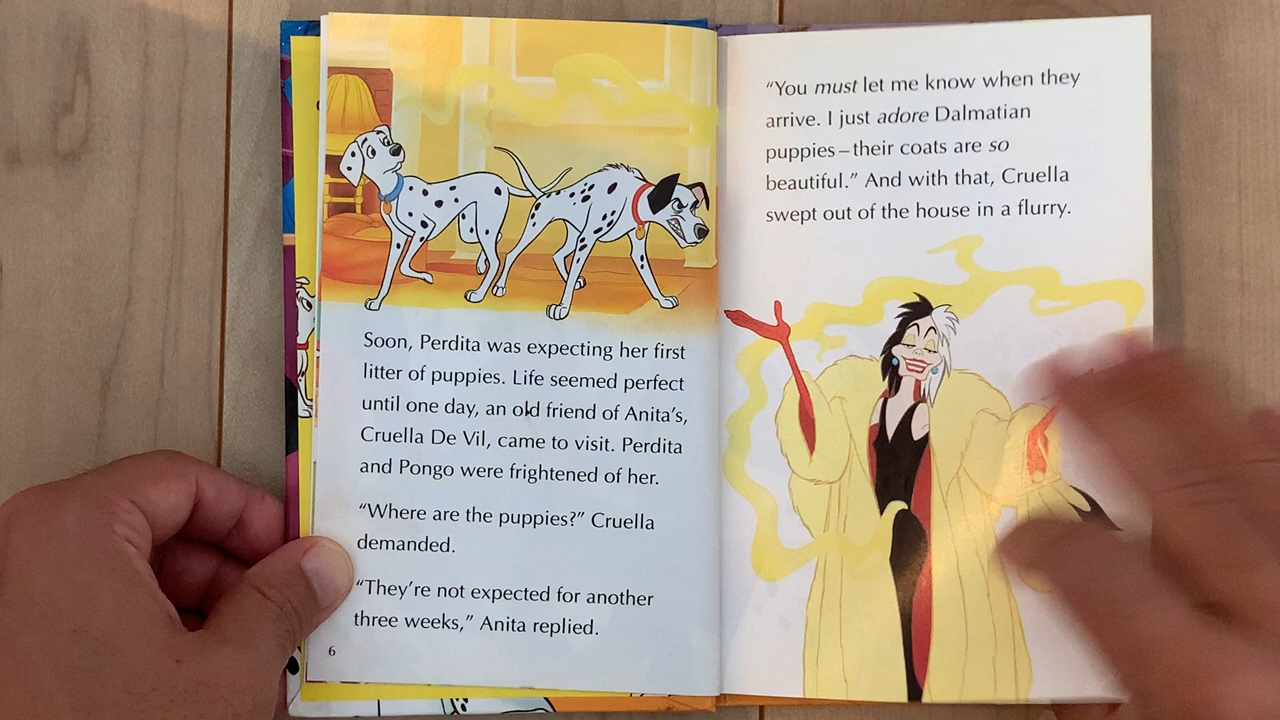 Soon, Perdita was expecting her first
litter of puppies. Life seemed perfect
until one day, an old friend of Anita's,
Cruella De Vil, came to visit. Perdita
and Pongo were frightened of her.
“Where are the puppies?” Cruella
demanded.
“They're not expected for another
three weeks,” Anita replied.
6
“You must let me know when they
arrive. I just adore Dalmatian
puppies–their coats are so
beautiful.” And with that, Cruella
swept out of the house in a flurry.